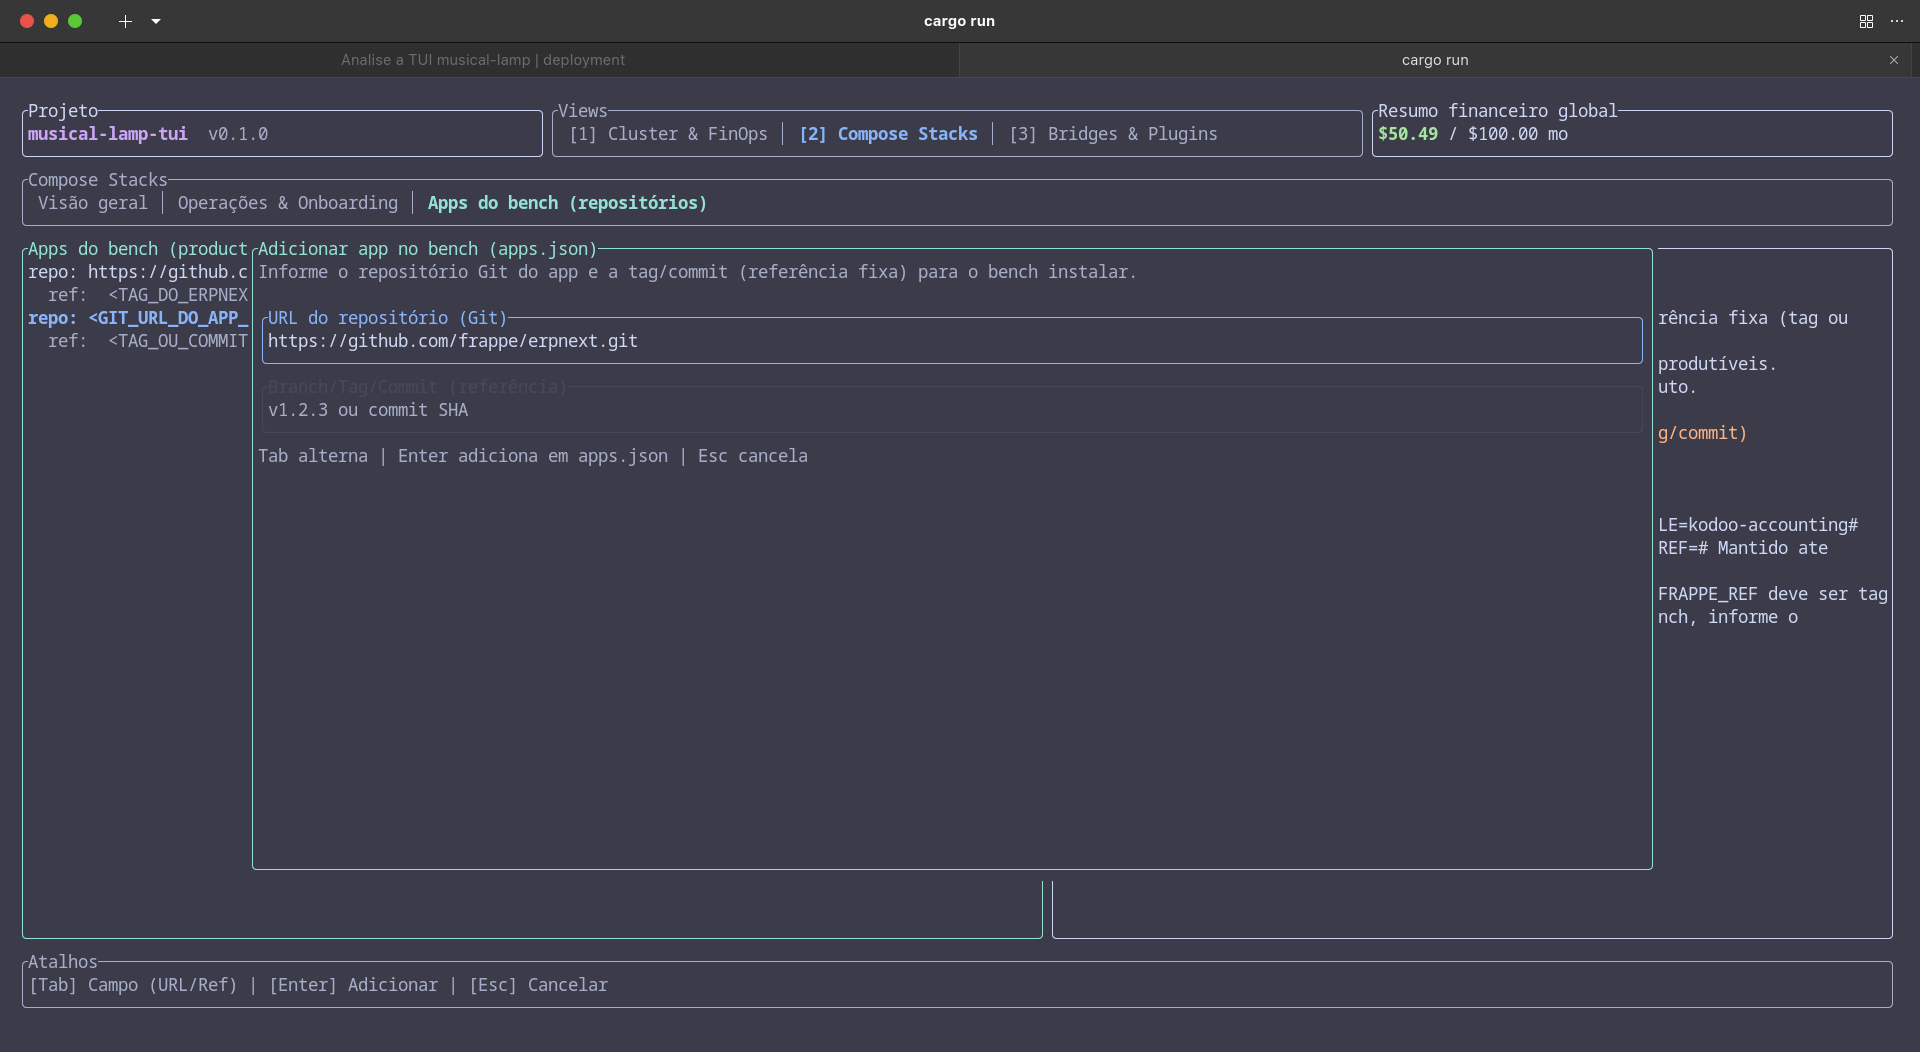 cargo run
Analise a TUI musical-lamp | deployment
cargo run
Projeto
musical-lamp-tui v0.1.0
Views
[1] Cluster & FinOps │ [2] Compose Stacks │ [3] Bridges & Plugins
Resumo financeiro global
$50.49 / $100.00 mo
Compose Stacks
Visão geral │ Operações & Onboarding │ Apps do bench (repositórios)
Apps do bench (product
repo: https://github.c
ref: <TAG_DO_ERPNEX
repo: <GIT_URL_DO_APP_
ref: <TAG_OU_COMMIT
Adicionar app no bench (apps.json)
Informe o repositório Git do app e a tag/commit (referência fixa) para o bench instalar.
URL do repositório (Git)
https://github.com/frappe/erpnext.git
Branch/Tag/Commit (referência)
v1.2.3 ou commit SHA
Tab alterna | Enter adiciona em apps.json | Esc cancela
rência fixa (tag ou
produtíveis.
uto.
g/commit)
LE=kodoo-accounting#
REF=# Mantido ate
FRAPPE_REF deve ser tag
nch, informe o
Atalhos
[Tab] Campo (URL/Ref) | [Enter] Adicionar | [Esc] Cancelar